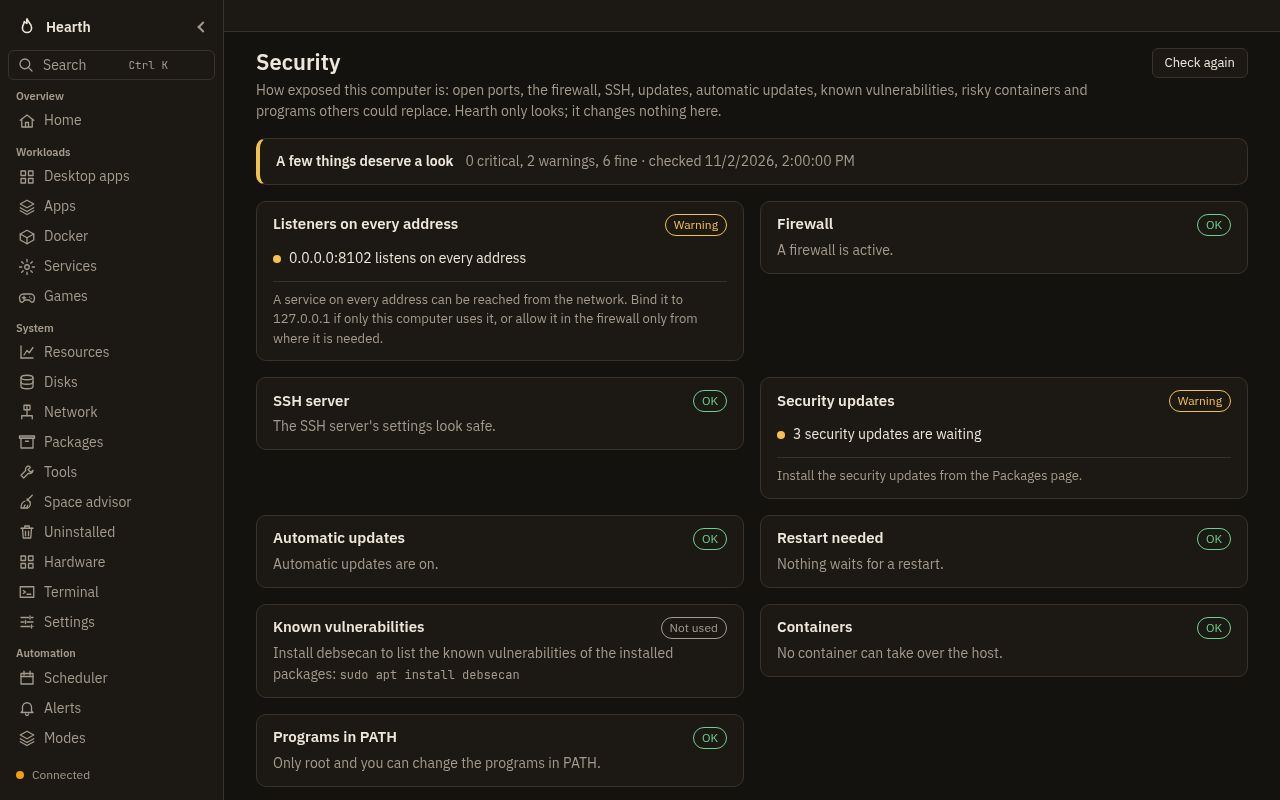 Hearth
Search Ctrl K
Overview
Home
Workloads
Desktop apps
Apps
Docker
Services
Games
System
Resources
Disks
Network
Packages
Tools
Space advisor
Uninstalled
Hardware
Terminal
Settings
Automation
Scheduler
Alerts
Modes
Connected
Security
Check again
How exposed this computer is: open ports, the firewall, SSH, updates, automatic updates, known vulnerabilities, risky containers and
programs others could replace. Hearth only looks; it changes nothing here.
A few things deserve a look 0 critical, 2 warnings, 6 fine · checked 11/2/2026, 2:00:00 PM
Listeners on every address Warning
0.0.0.0:8102 listens on every address
A service on every address can be reached from the network. Bind it to
127.0.0.1 if only this computer uses it, or allow it in the firewall only from
where it is needed.
Firewall OK
A firewall is active.
SSH server OK
The SSH server's settings look safe.
Security updates Warning
3 security updates are waiting
Install the security updates from the Packages page.
Automatic updates OK
Automatic updates are on.
Restart needed OK
Nothing waits for a restart.
Known vulnerabilities Not used
Install debsecan to list the known vulnerabilities of the installed
packages: sudo apt install debsecan
Containers OK
No container can take over the host.
Programs in PATH OK
Only root and you can change the programs in PATH.